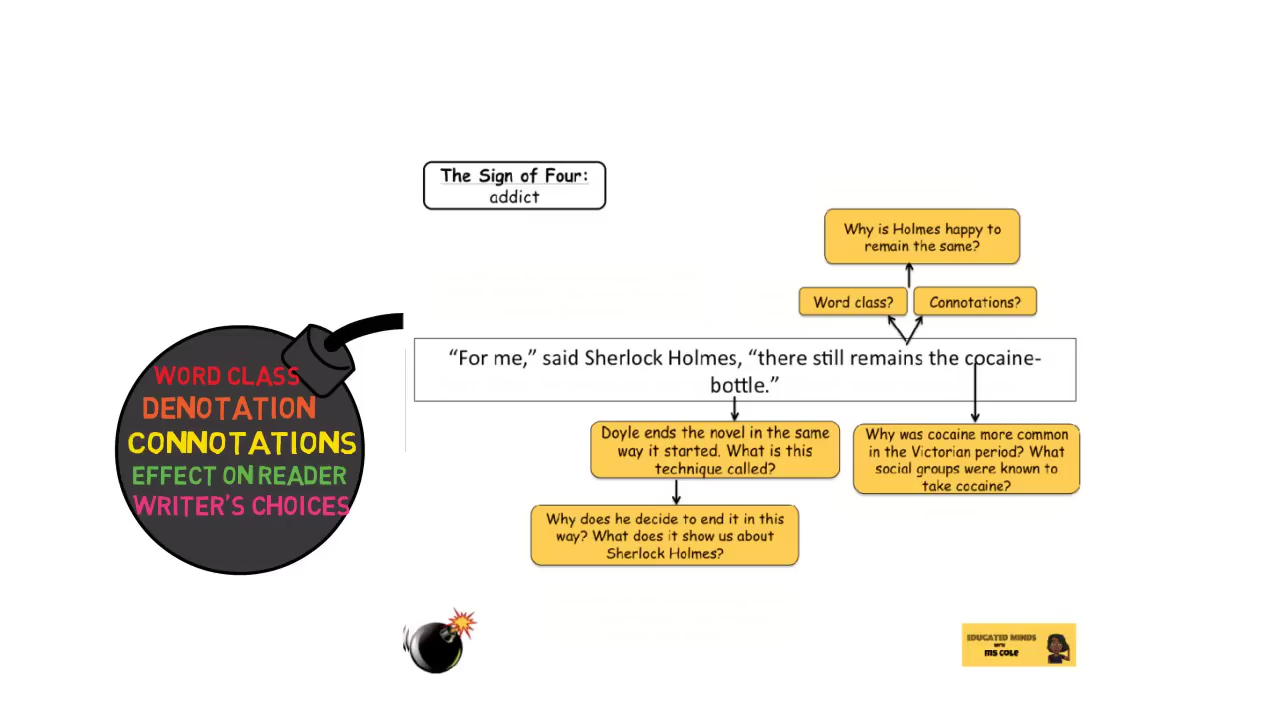 The Sign of Four:
addict
Why is Holmes happy to
remain the same?
Word class?
Connotations?
"For me," said Sherlock Holmes, "there still remains the cocaine-
bottle."
WORD CLASS
DENOTATION
CONNOTATIONS
EFFECT ON READER
WRITER'S CHOICES
Doyle ends the novel in the same
way it started. What is this
technique called?
Why was cocaine more common
in the Victorian period? What
social groups were known to
take cocaine?
Why does he decide to end it in this
way? What does it show us about
Sherlock Holmes?
EDUCATED MINDS
WITH
MS COLE